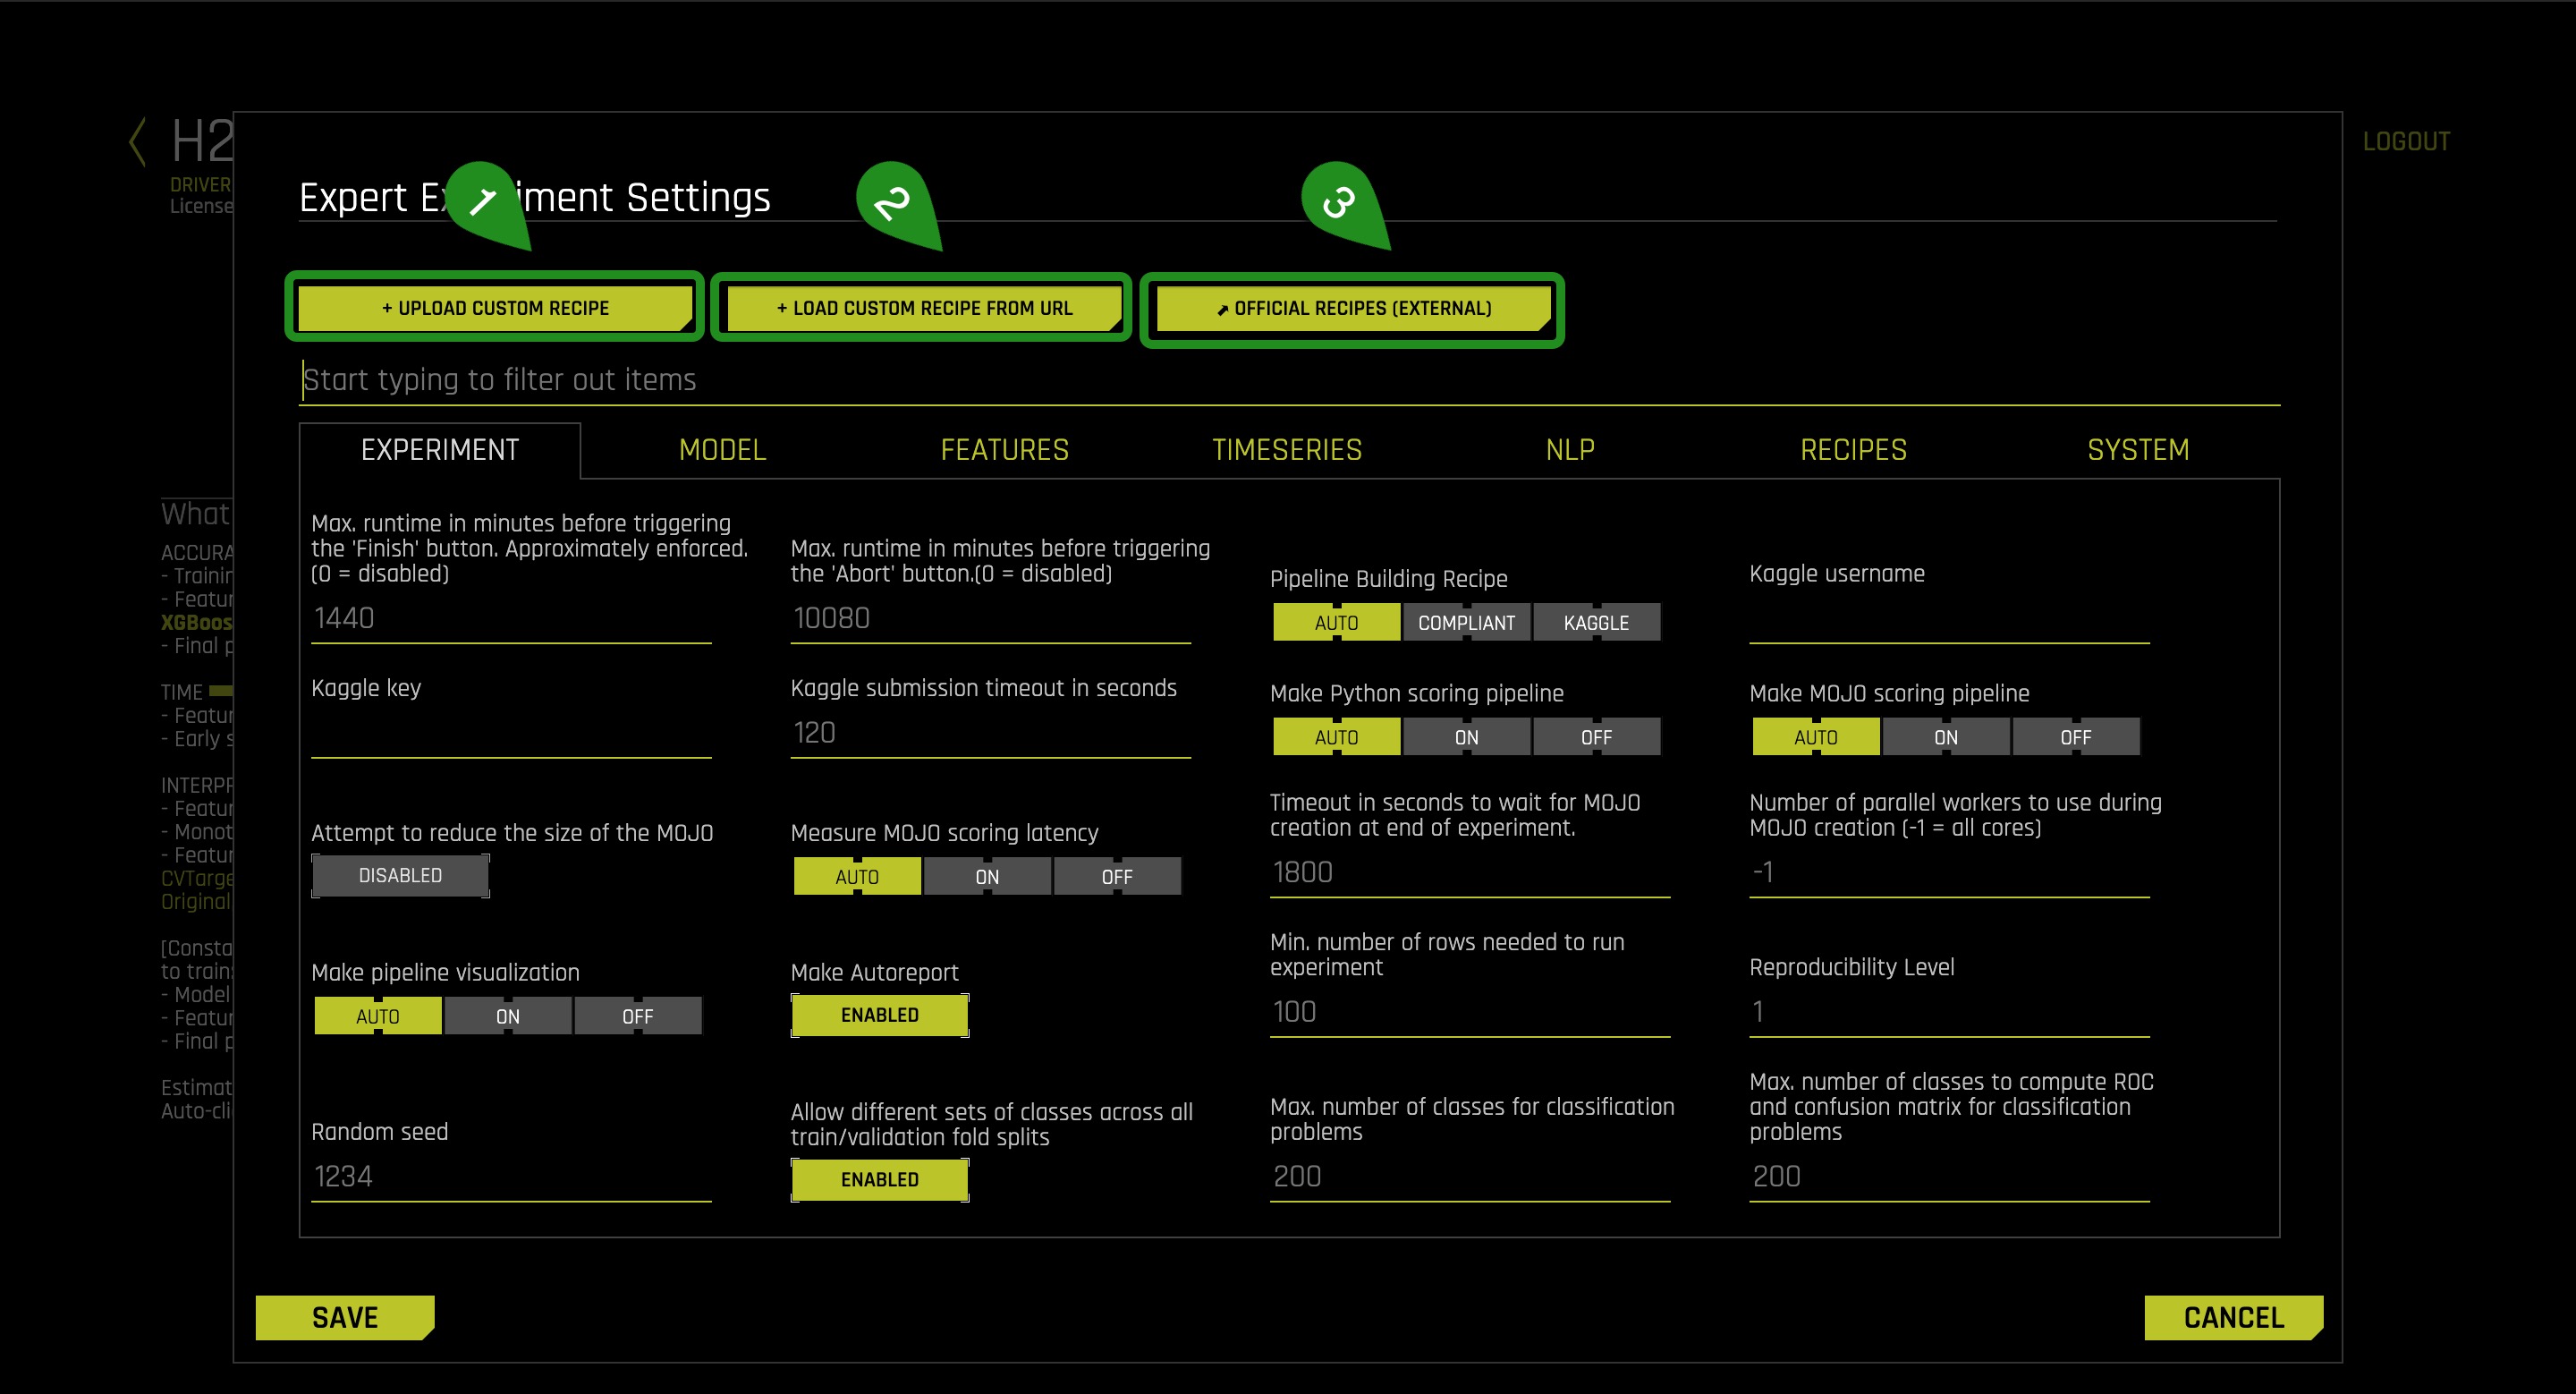 H2
LOGOUT
DRIVER
License
Expert Ex iment Settings
1
2
3
+ UPLOAD CUSTOM RECIPE
+ LOAD CUSTOM RECIPE FROM URL
↗ OFFICIAL RECIPES (EXTERNAL)
Start typing to filter out items
EXPERIMENT
MODEL
FEATURES
TIMESERIES
NLP
RECIPES
SYSTEM
What
ACCURA
- Trainin
- Featur
XGBoos
- Final p
TIME
- Featur
- Early s
INTERPR
- Featur
- Monot
- Featur
CVTarge
Original
[Consta
to train
- Model
- Featur
- Final p
Estimat
Auto-cli
Max. runtime in minutes before triggering
the 'Finish' button. Approximately enforced.
(0 = disabled)
1440
Max. runtime in minutes before triggering
the 'Abort' button.(0 = disabled)
10080
Pipeline Building Recipe
AUTO
COMPLIANT
KAGGLE
Kaggle username
Kaggle key
Kaggle submission timeout in seconds
120
Make Python scoring pipeline
AUTO
ON
OFF
Make MOJO scoring pipeline
AUTO
ON
OFF
Attempt to reduce the size of the MOJO
DISABLED
Measure MOJO scoring latency
AUTO
ON
OFF
Timeout in seconds to wait for MOJO
creation at end of experiment.
1800
Number of parallel workers to use during
MOJO creation (-1 = all cores)
-1
Make pipeline visualization
AUTO
ON
OFF
Make Autoreport
ENABLED
Min. number of rows needed to run
experiment
100
Reproducibility Level
1
Random seed
1234
Allow different sets of classes across all
train/validation fold splits
ENABLED
Max. number of classes for classification
problems
200
Max. number of classes to compute ROC
and confusion matrix for classification
problems
200
SAVE
CANCEL